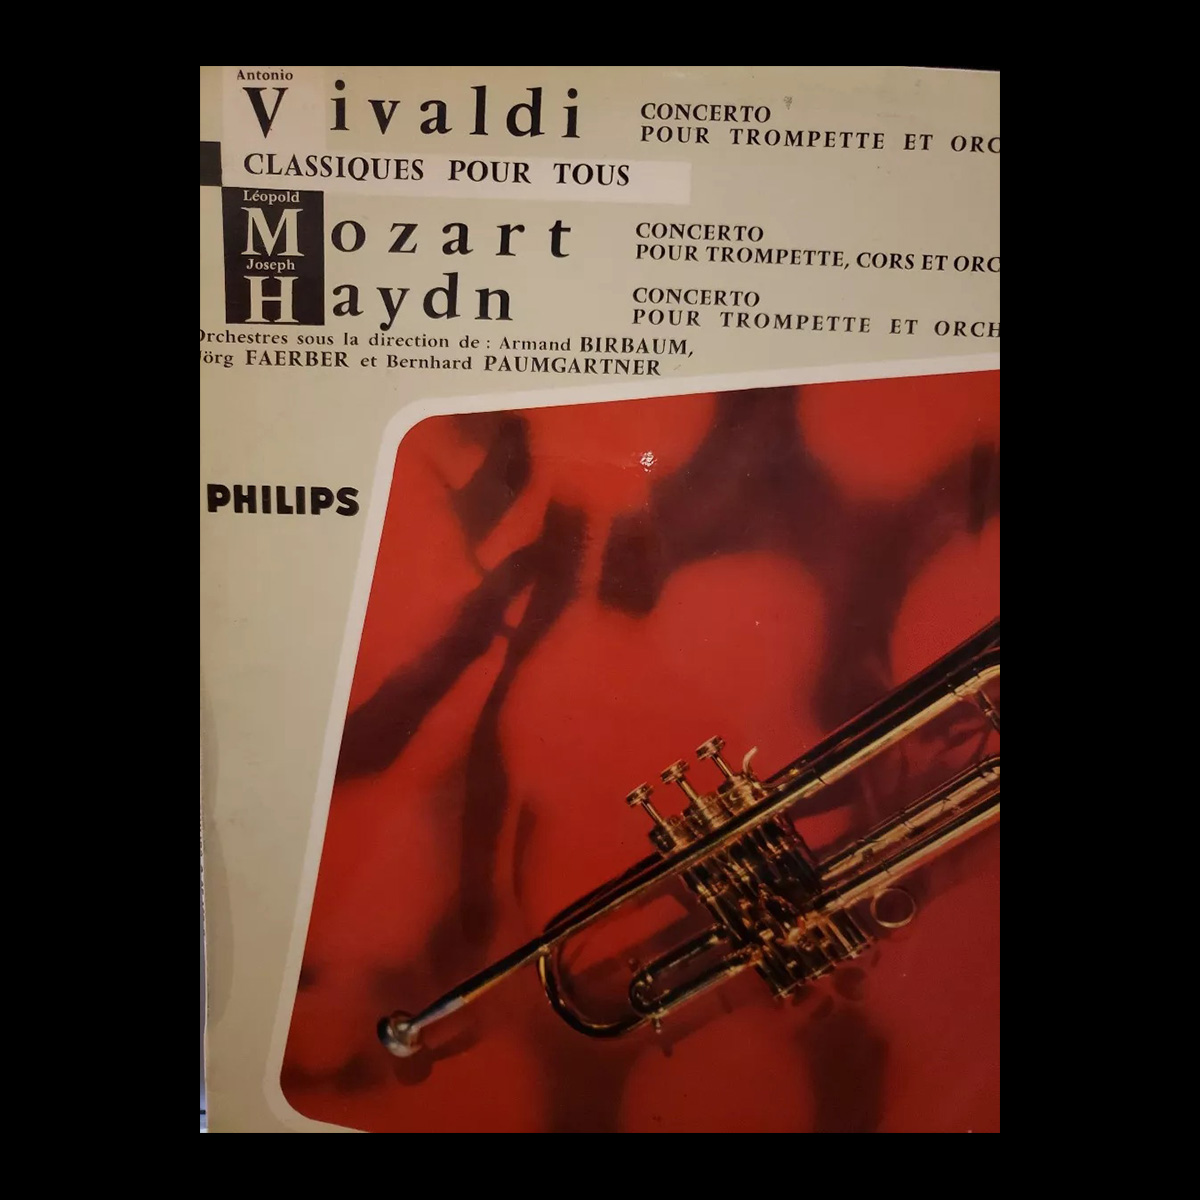 Antonio
Vivaldi
CONCERTO
POUR TROMPETTE ET ORC
CLASSIQUES POUR TOUS
Léopold
Mozart
CONCERTO
POUR TROMPETTE, CORS ET ORC
Joseph
Haydn
CONCERTO
POUR TROMPETTE ET ORCH
Orchestres sous la direction de : Armand BIRBAUM,
Jörg FAERBER et Bernhard PAUMGARTNER
PHILIPS